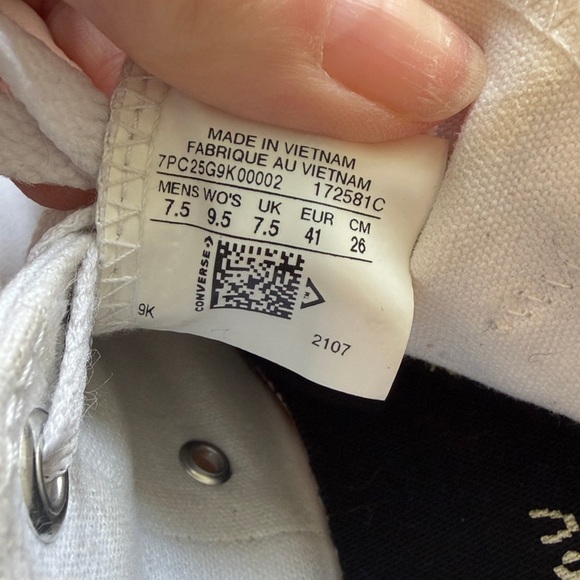 MADE IN VIETNAM
FABRIQUE AU VIETNAM
7PC25G9K00002 172581C
MENS WO'S UK EUR CM
7.5 9.5 7.5 41 26
CONVERSE
9K
2107